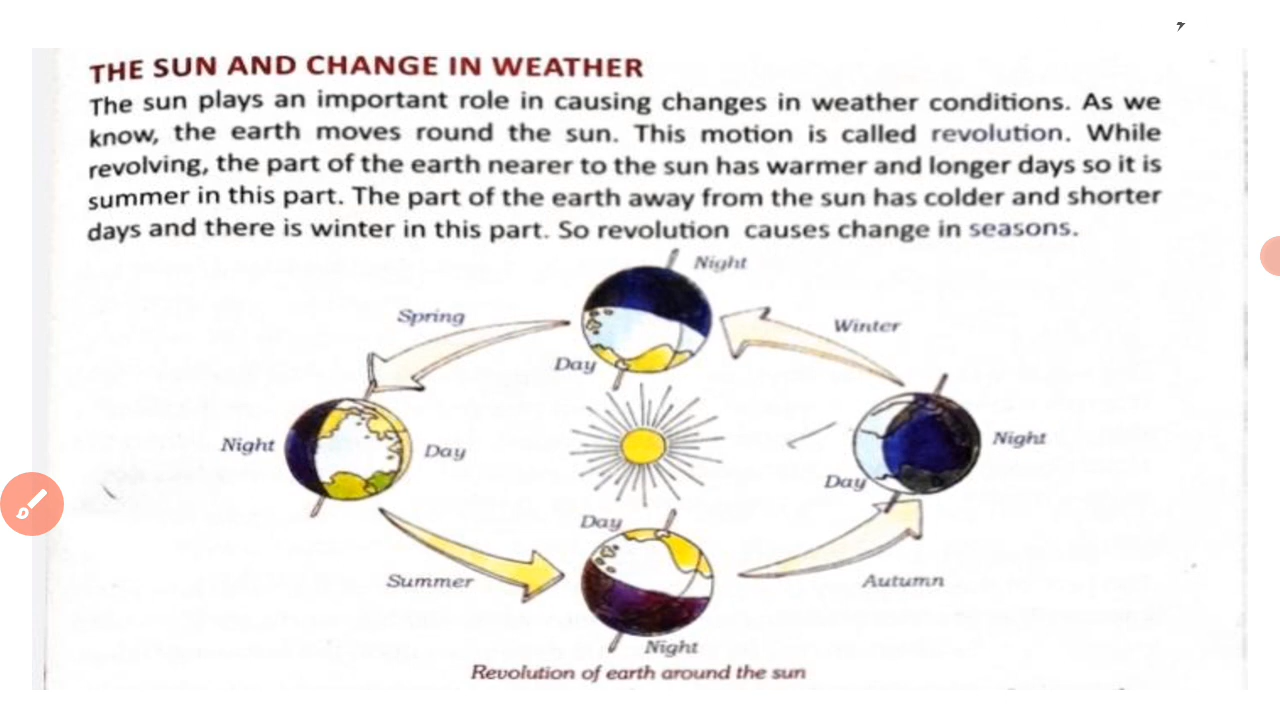 THE SUN AND CHANGE IN WEATHER
The sun plays an important role in causing changes in weather conditions. As we
know, the earth moves round the sun. This motion is called revolution. While
revolving, the part of the earth nearer to the sun has warmer and longer days so it is
summer in this part. The part of the earth away from the sun has colder and shorter
days and there is winter in this part. So revolution causes change in seasons.
Night
Spring
Winter
Day
Night
Day
Night
Day
Day
Summer
Autumn
Night
Revolution of earth around the sun